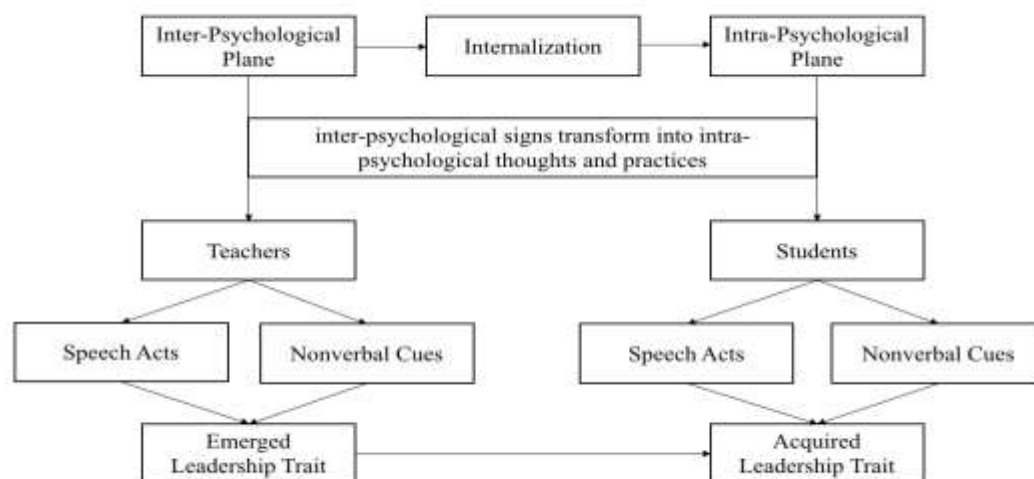 Inter-Psychological
Plane
Internalization
Intra-Psychological
Plane
inter-psychological signs transform into intra-
psychological thoughts and practices
Teachers
Students
Speech Acts
Nonverbal Cues
Speech Acts
Nonverbal Cues
Emerged
Leadership Trait
Acquired
Leadership Trait